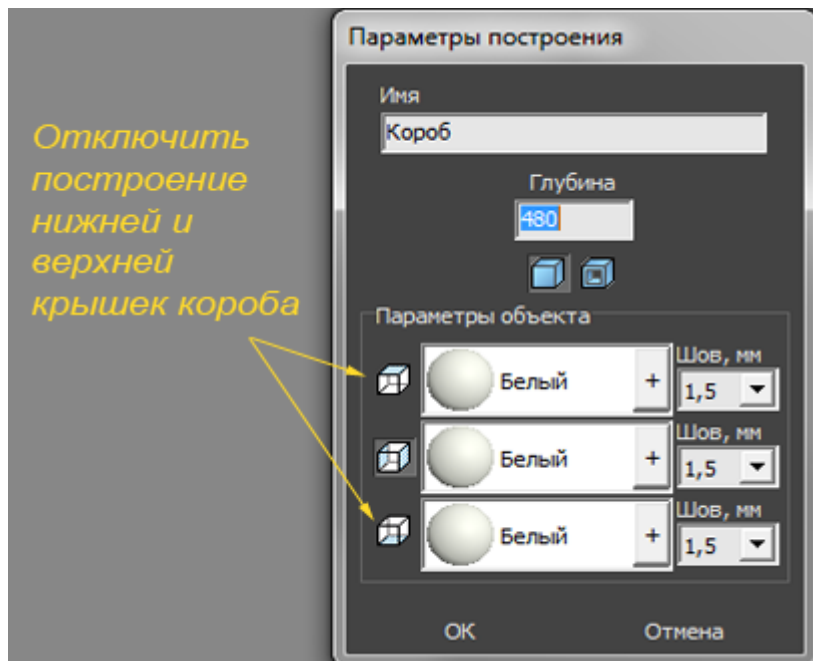 Параметры построения
Имя
Короб
Отключить
построение
нижней и
верхней
крышек короба
Глубина
480
Параметры объекта
Белый
+
Шов, мм
1,5
Белый
+
Шов, мм
1,5
Белый
+
Шов, мм
1,5
ОК
Отмена